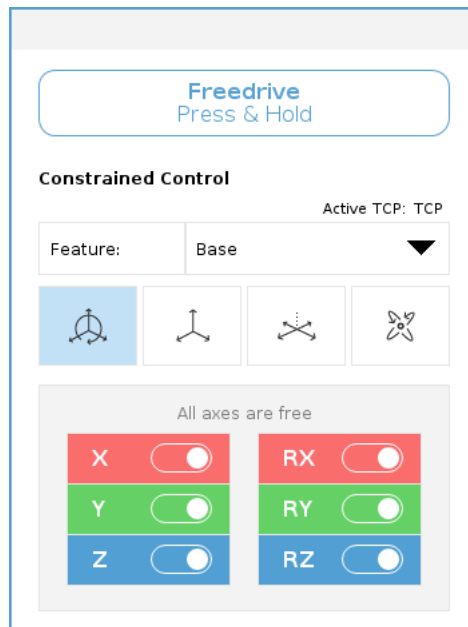 Freedrive
Press & Hold
Constrained Control
Active TCP: TCP
Feature: Base
All axes are free
X RX
Y RY
Z RZ